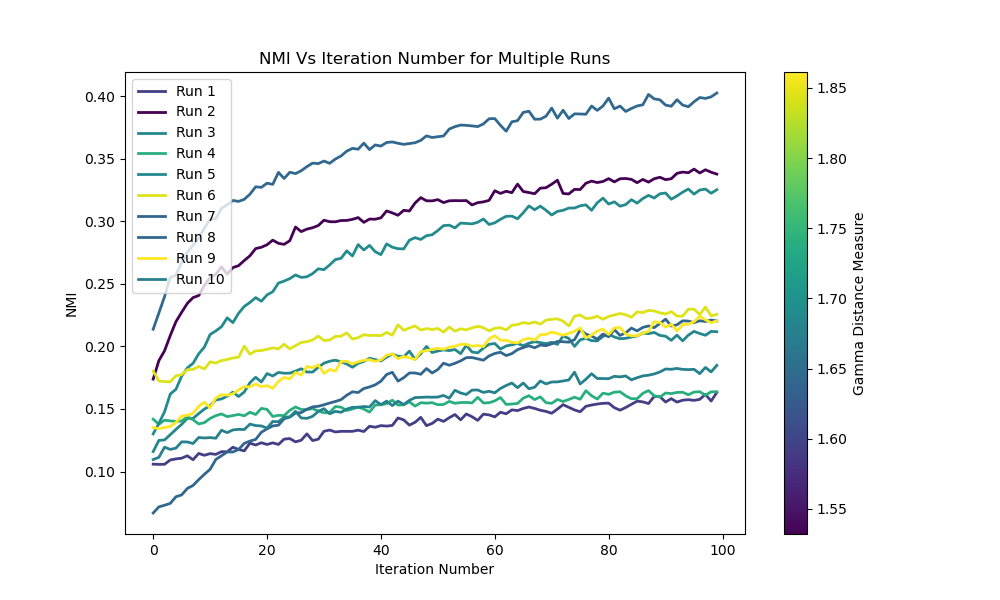 NMI Vs Iteration Number for Multiple Runs
Run 1
Run 2
Run 3
Run 4
Run 5
Run 6
Run 7
Run 8
Run 9
Run 10
0.40
0.35
0.30
0.25
0.20
0.15
0.10
NMI
0
20
40
60
80
100
Iteration Number
1.85
1.80
1.75
1.70
1.65
1.60
1.55
Gamma Distance Measure